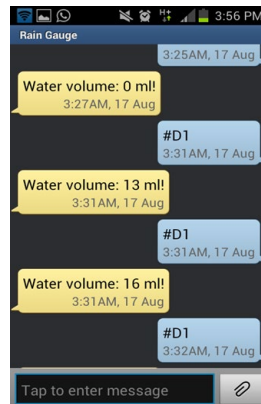 3:56 PM
Rain Gauge
3:25AM, 17 Aug
Water volume: 0 ml!
3:27AM, 17 Aug
#D1
3:31AM, 17 Aug
Water volume: 13 ml!
3:31AM, 17 Aug
#D1
3:31AM, 17 Aug
Water volume: 16 ml!
3:31AM, 17 Aug
#D1
3:32AM, 17 Aug
Tap to enter message